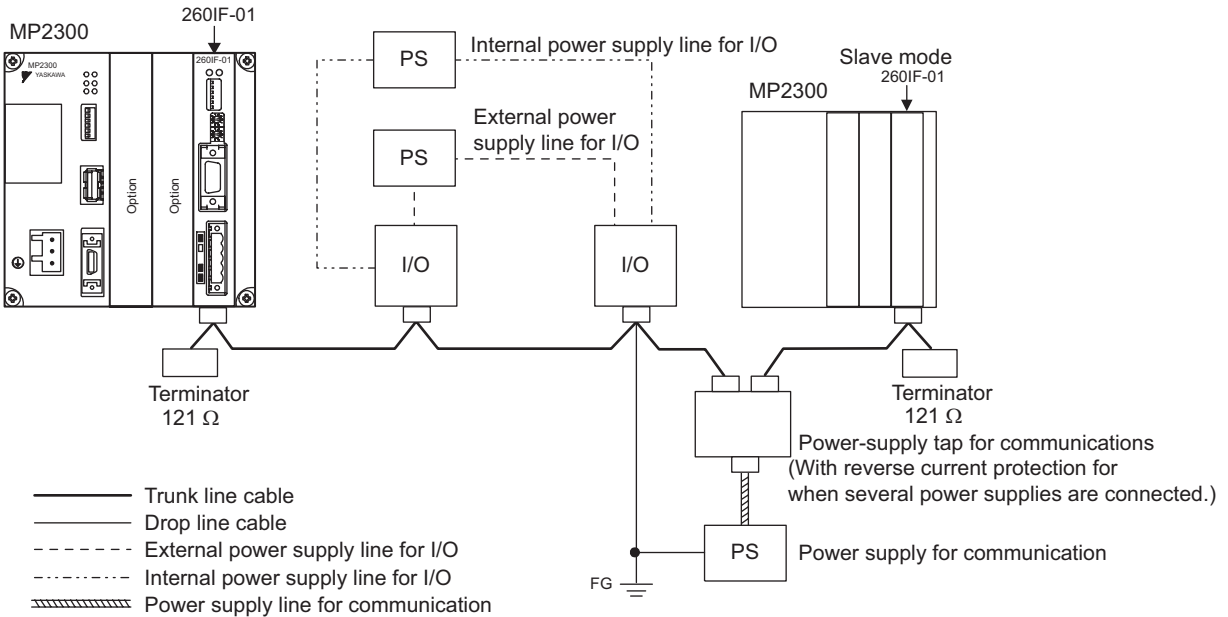 260IF-01
MP2300
MP2300
YASKAWA
260IF-01
Option
Option
PS
Internal power supply line for I/O
PS
External power
supply line for I/O
I/O
I/O
Slave mode
260IF-01
MP2300
Terminator
121 Ω
Terminator
121 Ω
Power-supply tap for communications
(With reverse current protection for
when several power supplies are connected.)
PS
Power supply for communication
FG
Trunk line cable
Drop line cable
External power supply line for I/O
Internal power supply line for I/O
Power supply line for communication